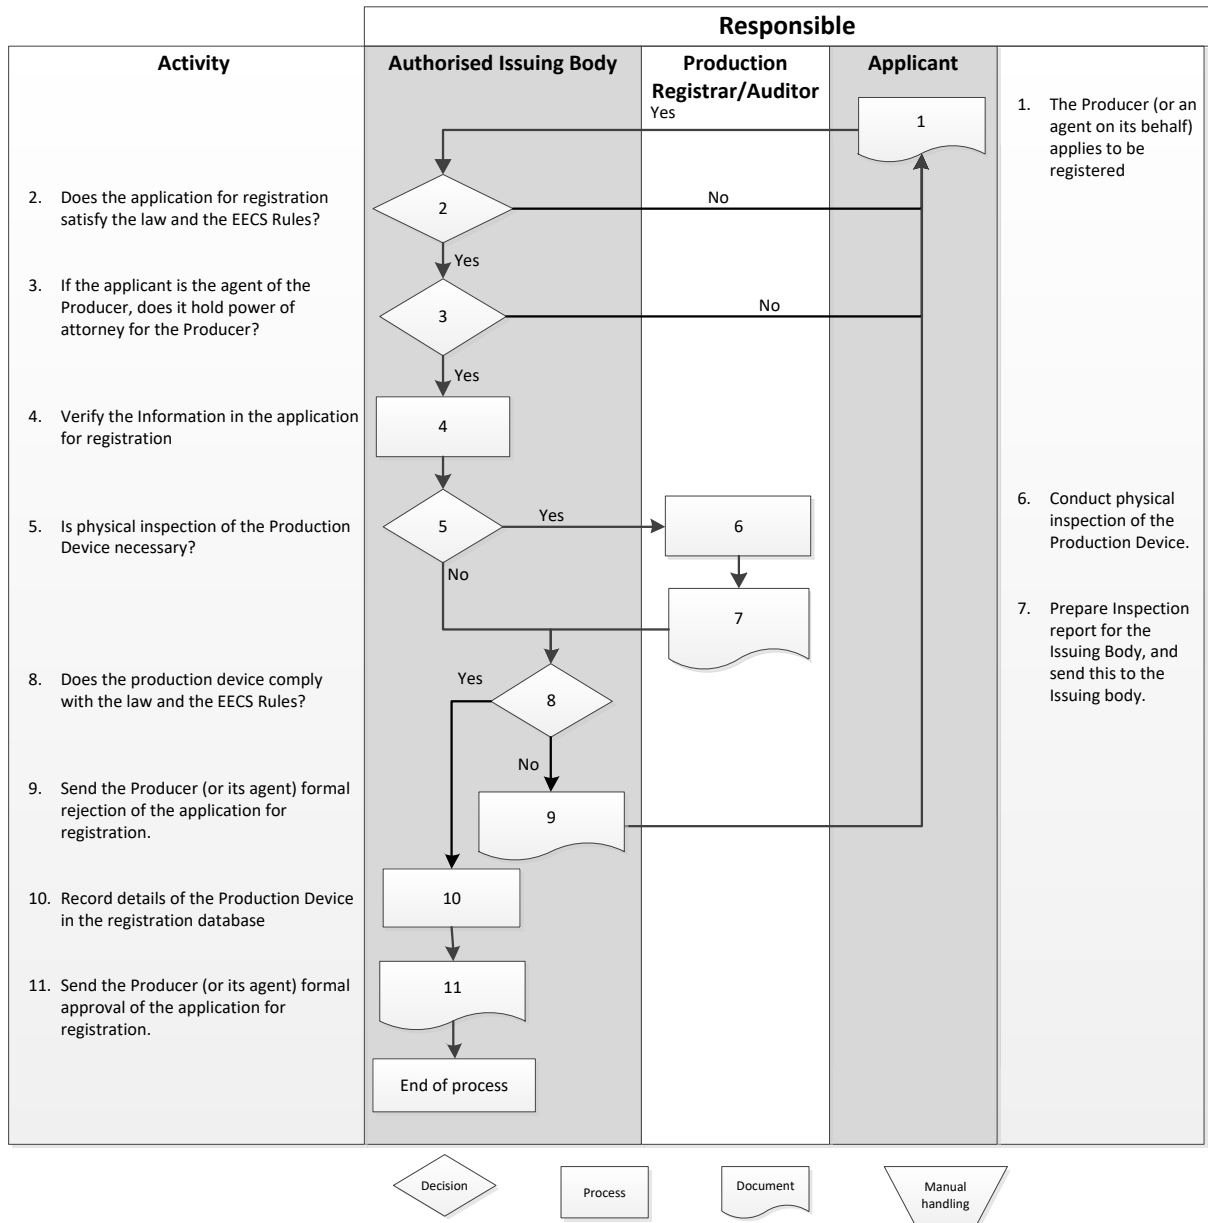 Responsible
Activity
Authorised Issuing Body
Production
Registrar/Auditor
Applicant
Yes
1
1. The Producer (or an
agent on its behalf)
applies to be
registered
2. Does the application for registration
satisfy the law and the EECS Rules?
2
No
Yes
3. If the applicant is the agent of the
Producer, does it hold power of
attorney for the Producer?
3
No
Yes
4. Verify the Information in the application
for registration
4
5. Is physical inspection of the Production
Device necessary?
5
Yes
6
6. Conduct physical
inspection of the
Production Device.
No
7
7. Prepare Inspection
report for the
Issuing Body, and
send this to the
Issuing body.
8. Does the production device comply
with the law and the EECS Rules?
Yes
8
No
9. Send the Producer (or its agent) formal
rejection of the application for
registration.
9
10. Record details of the Production Device
in the registration database
10
11. Send the Producer (or its agent) formal
approval of the application for
registration.
11
End of process
Decision
Process
Document
Manual
handling